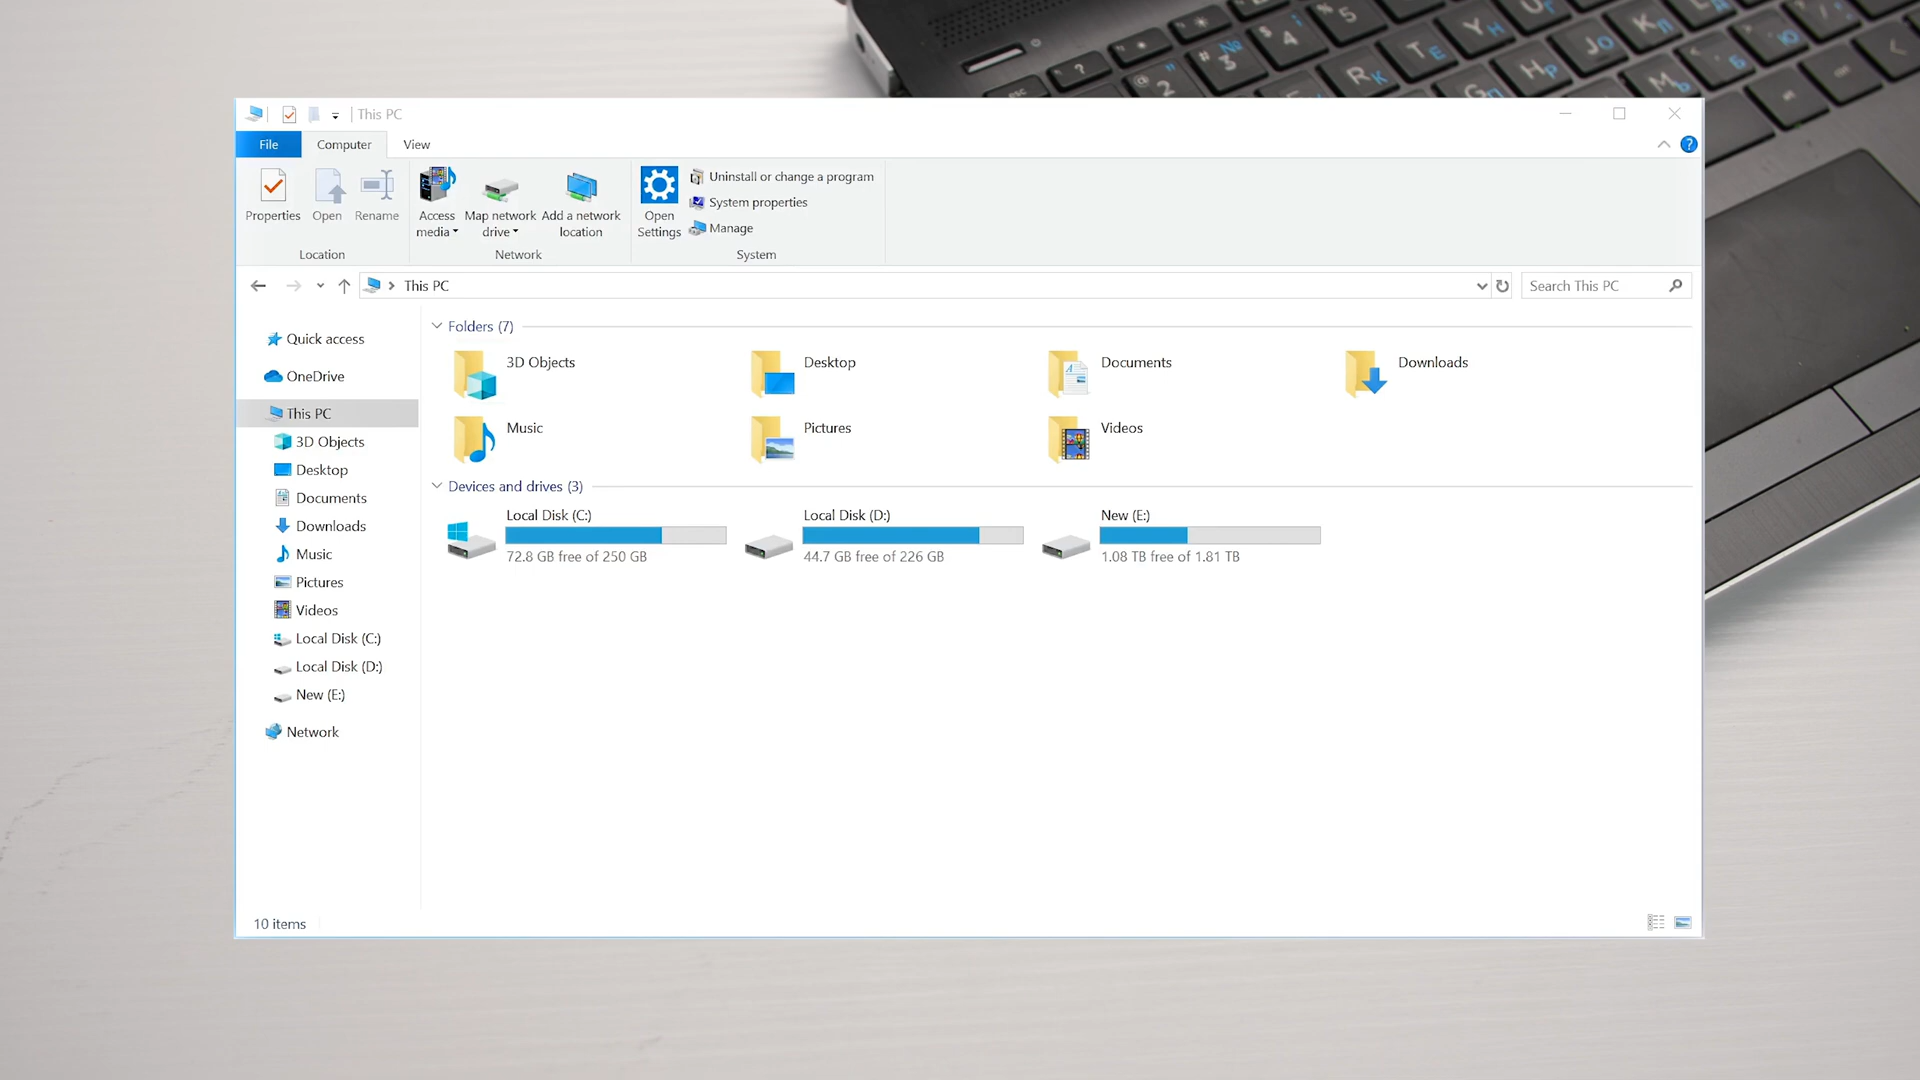 This PC
File Computer View
Properties Open Rename
Access media
Map network drive
Add a network location
Open Settings
Uninstall or change a program
System properties
Manage
Location Network System
This PC
Search This PC
Quick access
OneDrive
This PC
3D Objects
Desktop
Documents
Downloads
Music
Pictures
Videos
Local Disk (C:)
Local Disk (D:)
New (E:)
Network
Folders (7)
3D Objects Desktop Documents Downloads
Music Pictures Videos
Devices and drives (3)
Local Disk (C:) Local Disk (D:) New (E:)
72.8 GB free of 250 GB 44.7 GB free of 226 GB 1.08 TB free of 1.81 TB
10 items